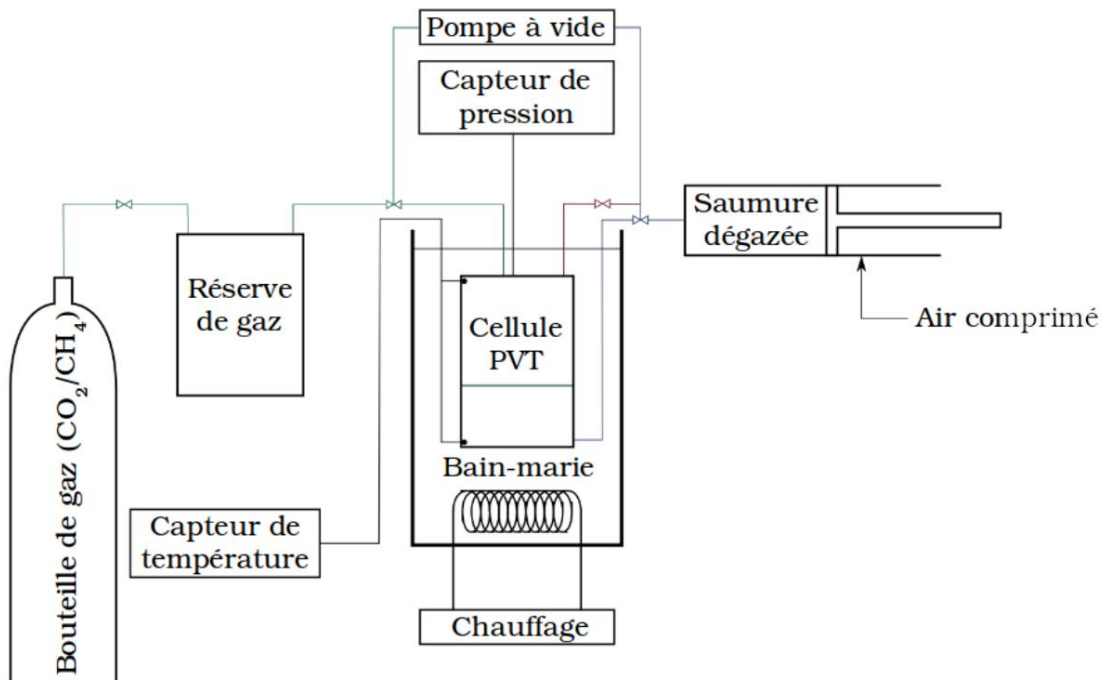 Pompe à vide
Capteur de
pression
Saumure
dégazée
Réserve
de gaz
Cellule
PVT
Air comprimé
Bouteille de gaz (CO₂/CH₄)
Bain-marie
Capteur de
température
Chauffage